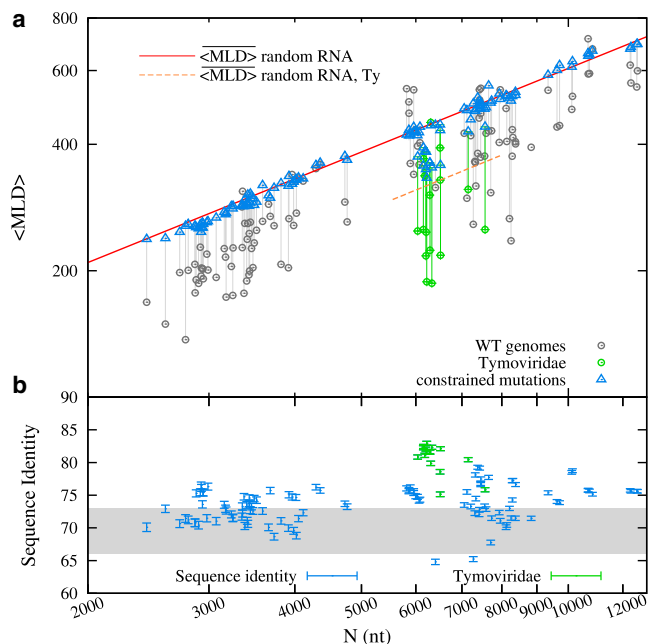 a
800
600
400
200
<MLD>
<MLD> random RNA
<MLD> random RNA, Ty
WT genomes
Tymoviridae
constrained mutations
b
90
85
80
75
70
65
60
Sequence Identity
Sequence identity
Tymoviridae
2000
3000
4000
5000
6000
7000
8000
9000
10000
12000
N (nt)